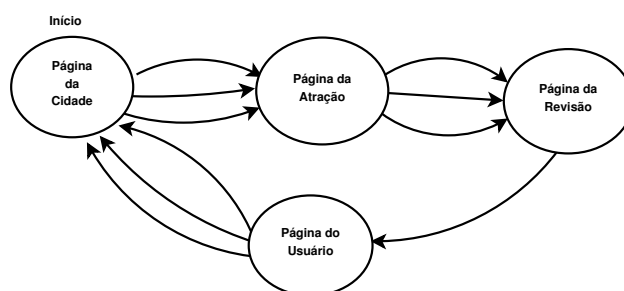 Início
Página
da
Cidade
Página da
Atração
Página da
Revisão
Página do
Usuário